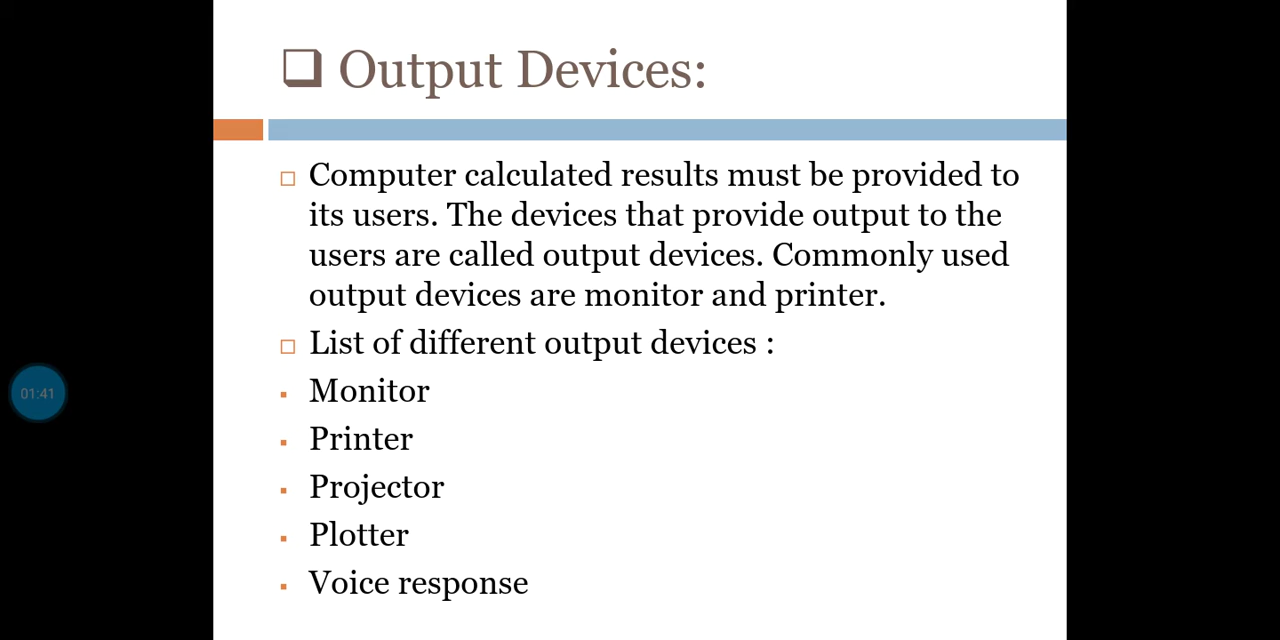 ❑ Output Devices:
Computer calculated results must be provided to
its users. The devices that provide output to the
users are called output devices. Commonly used
output devices are monitor and printer.
List of different output devices :
▪ Monitor
▪ Printer
▪ Projector
▪ Plotter
▪ Voice response
01:41